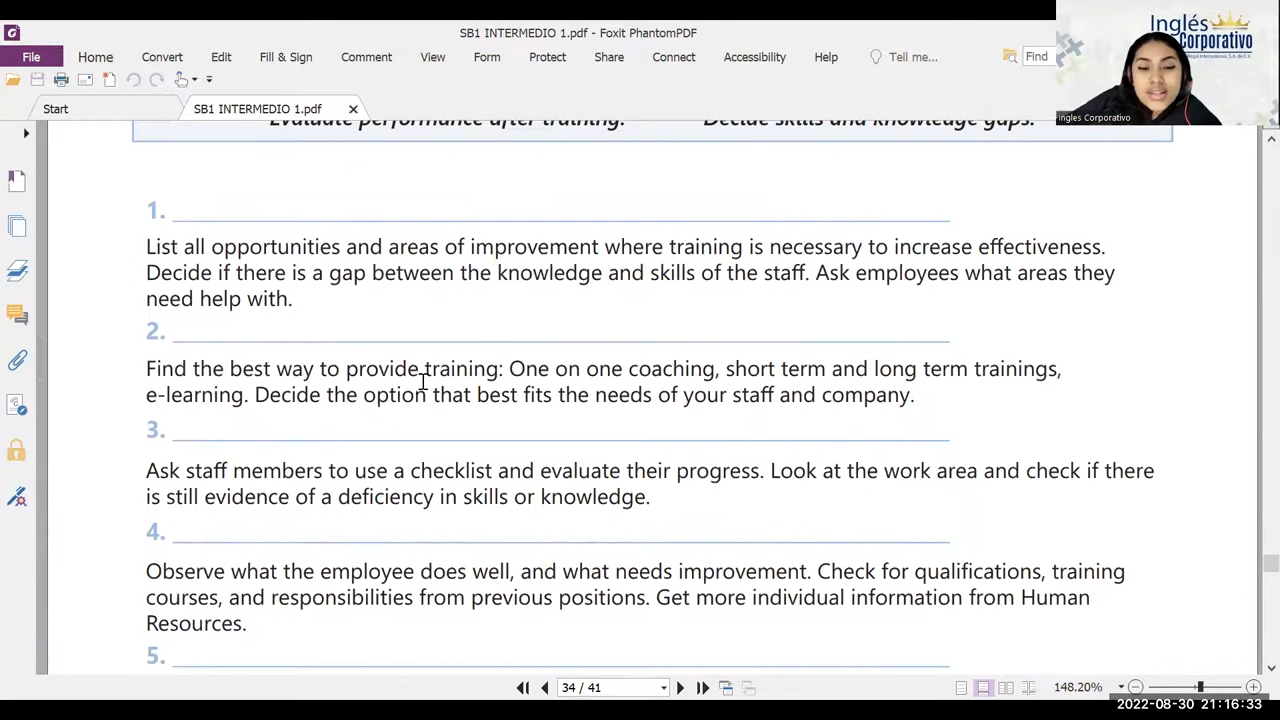 SB1 INTERMEDIO 1.pdf - Foxit PhantomPDF
File Home Convert Edit Fill & Sign Comment View Form Protect Share Connect Accessibility Help Tell me... Find
Inglés
Corporativo
Ingles Corporativo
Start SB1 INTERMEDIO 1.pdf
Evaluate performance after training. Decide skills and knowledge gaps.
1.
List all opportunities and areas of improvement where training is necessary to increase effectiveness.
Decide if there is a gap between the knowledge and skills of the staff. Ask employees what areas they
need help with.
2.
Find the best way to provide training: One on one coaching, short term and long term trainings,
e-learning. Decide the option that best fits the needs of your staff and company.
3.
Ask staff members to use a checklist and evaluate their progress. Look at the work area and check if there
is still evidence of a deficiency in skills or knowledge.
4.
Observe what the employee does well, and what needs improvement. Check for qualifications, training
courses, and responsibilities from previous positions. Get more individual information from Human
Resources.
5.
34 / 41
148.20%
2022-08-30 21:16:33